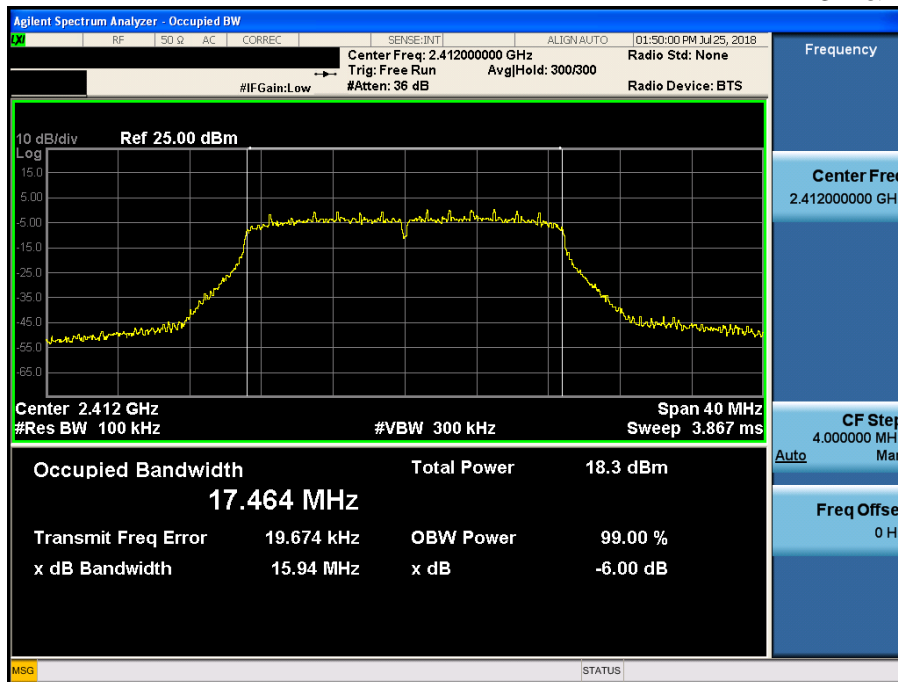 Agilent Spectrum Analyzer - Occupied BW
LXI RF 50 Ω AC CORREC SENSE:INT ALIGN AUTO 01:50:00 PM Jul 25, 2018
Center Freq: 2.412000000 GHz Radio Std: None
Trig: Free Run Avg|Hold: 300/300
#IFGain:Low #Atten: 36 dB Radio Device: BTS
Frequency
10 dB/div Ref 25.00 dBm
Log
15.0
5.00
-5.00
-15.0
-25.0
-35.0
-45.0
-55.0
-65.0
Center 2.412 GHz Span 40 MHz
#Res BW 100 kHz #VBW 300 kHz Sweep 3.867 ms
Occupied Bandwidth Total Power 18.3 dBm
17.464 MHz
Transmit Freq Error 19.674 kHz OBW Power 99.00 %
x dB Bandwidth 15.94 MHz x dB -6.00 dB
Center Fre
2.412000000 GH
CF Step
4.000000 MH
Auto Ma
Freq Offse
0 H
MSG STATUS